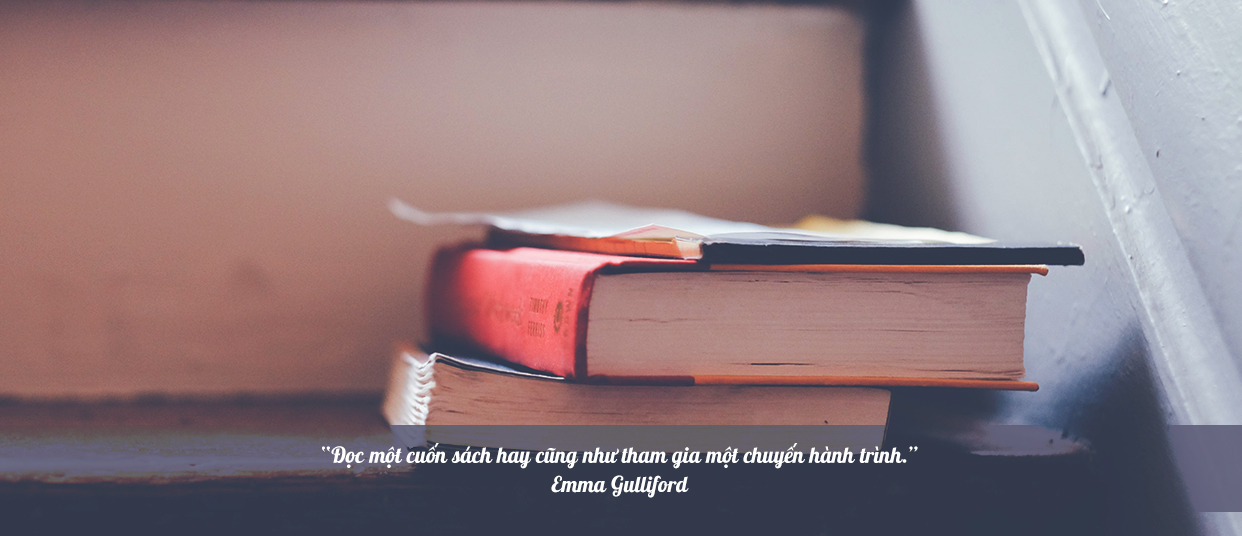 “Đọc một cuốn sách hay cũng như tham gia một chuyến hành trình.”
Emma Gulliford